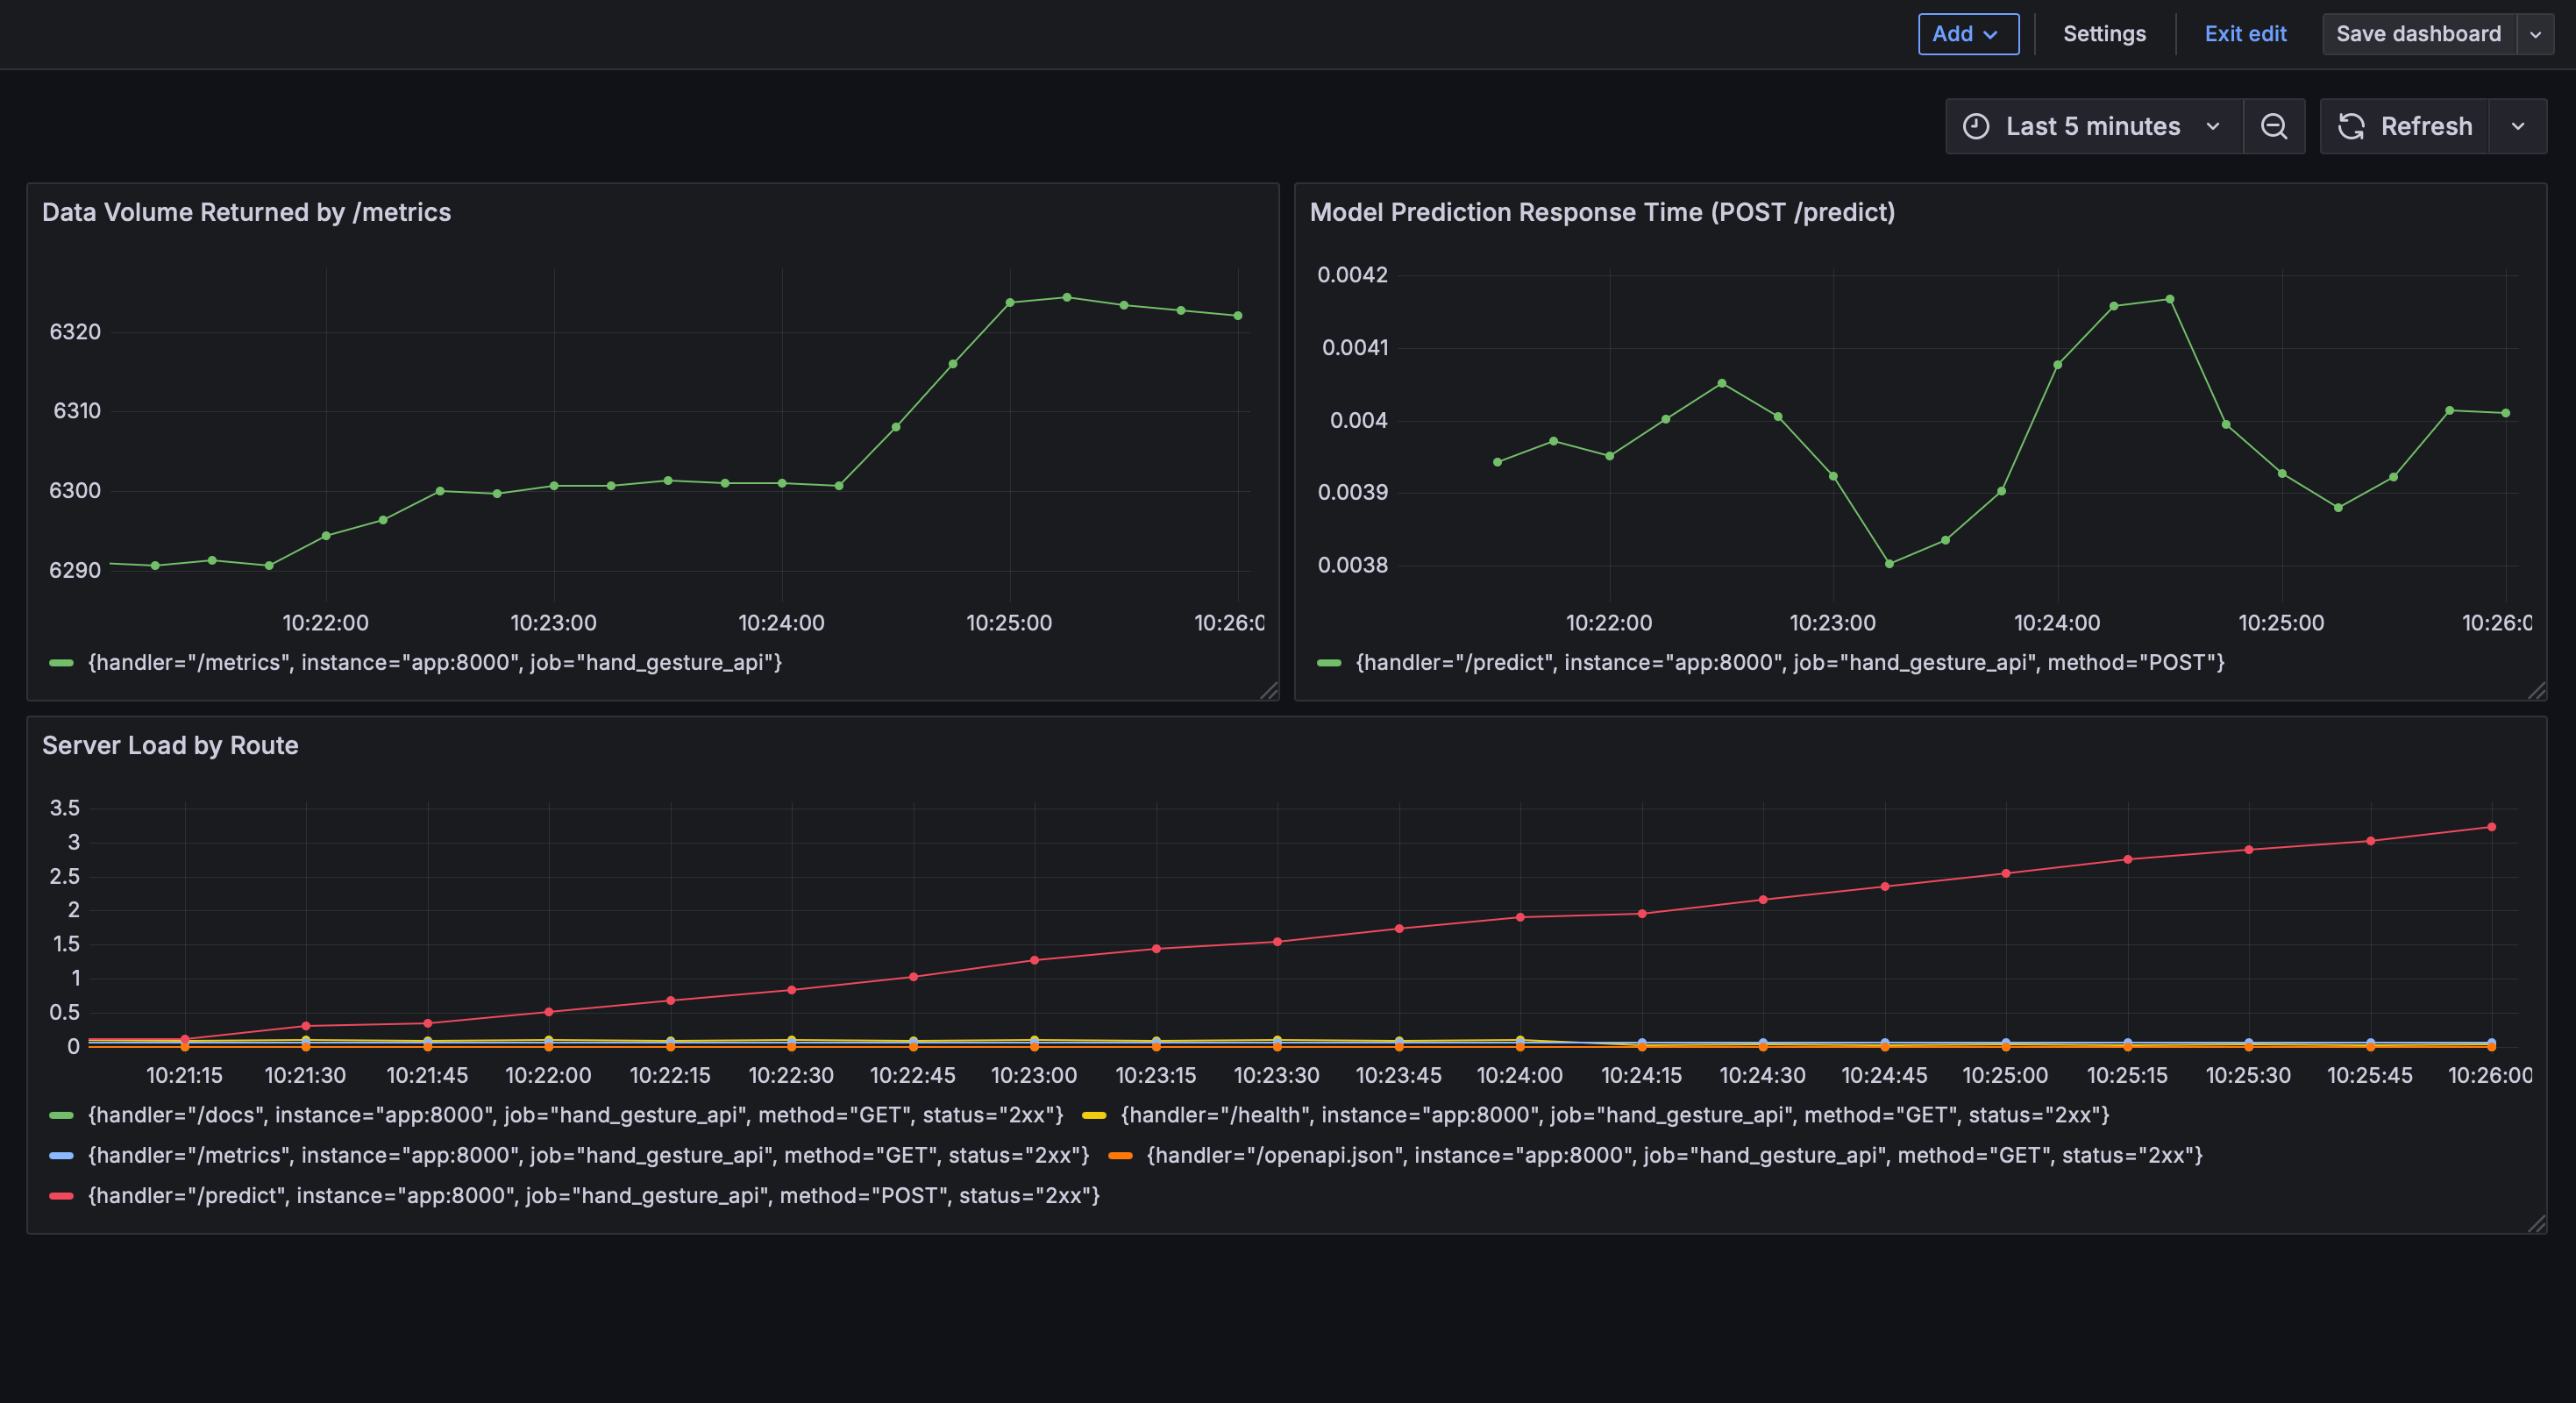 Add Settings Exit edit Save dashboard
Last 5 minutes Refresh
Data Volume Returned by /metrics
6320
6310
6300
6290
10:22:00 10:23:00 10:24:00 10:25:00 10:26:0
{handler="/metrics", instance="app:8000", job="hand_gesture_api"}
Model Prediction Response Time (POST /predict)
0.0042
0.0041
0.004
0.0039
0.0038
10:22:00 10:23:00 10:24:00 10:25:00 10:26:0
{handler="/predict", instance="app:8000", job="hand_gesture_api", method="POST"}
Server Load by Route
3.5
3
2.5
2
1.5
1
0.5
0
10:21:15 10:21:30 10:21:45 10:22:00 10:22:15 10:22:30 10:22:45 10:23:00 10:23:15 10:23:30 10:23:45 10:24:00 10:24:15 10:24:30 10:24:45 10:25:00 10:25:15 10:25:30 10:25:45 10:26:00
{handler="/docs", instance="app:8000", job="hand_gesture_api", method="GET", status="2xx"} {handler="/health", instance="app:8000", job="hand_gesture_api", method="GET", status="2xx"}
{handler="/metrics", instance="app:8000", job="hand_gesture_api", method="GET", status="2xx"} {handler="/openapi.json", instance="app:8000", job="hand_gesture_api", method="GET", status="2xx"}
{handler="/predict", instance="app:8000", job="hand_gesture_api", method="POST", status="2xx"}